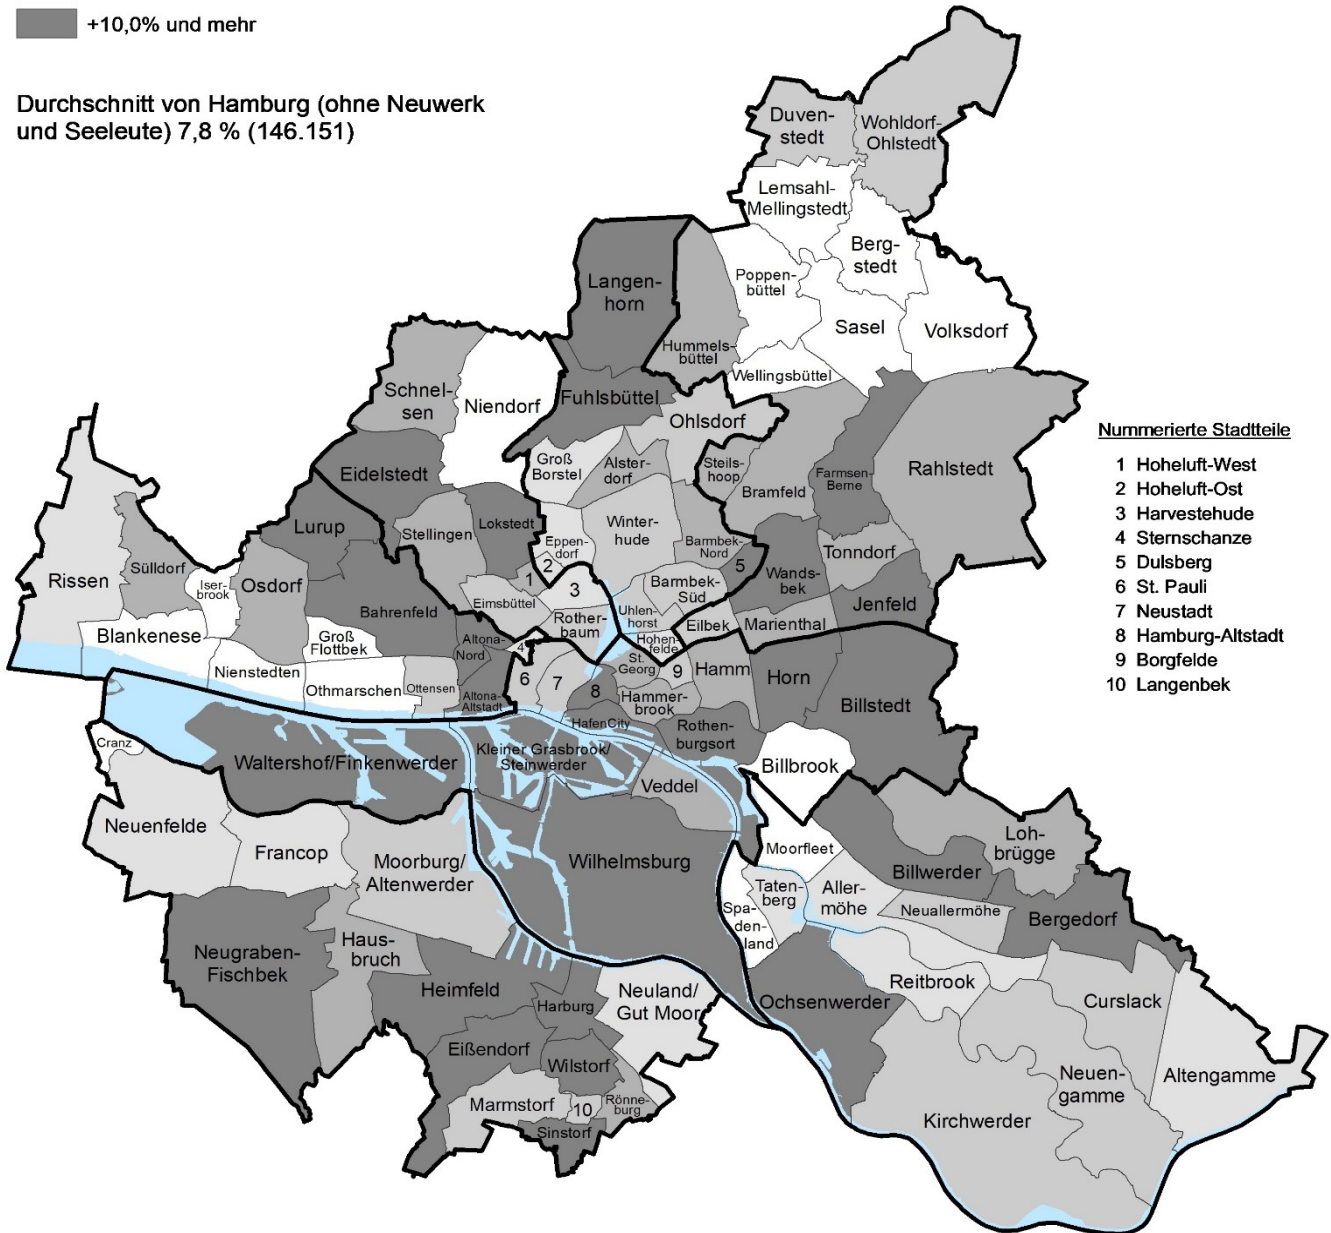 +10,0% und mehr
Durchschnitt von Hamburg (ohne Neuwerk
und Seeleute) 7,8 % (146.151)
Duven-
stedt
Wohldorf-
Ohlstedt
Lemsahl-
Mellingstedt
Berg-
stedt
Poppen-
büttel
Sasel
Volksdorf
Langen-
horn
Hummels-
büttel
Wellingsbüttel
Schnel-
sen
Niendorf
Fuhlsbüttel
Ohlsdorf
Eidelstedt
Groß
Borstel
Alster-
dorf
Steils-
hoop
Bramfeld
Farmsen-
Berne
Rahlstedt
Lurup
Stellingen
Lokstedt
Eppen-
dorf
Winter-
hude
Barmbek-
Nord
5
Wands-
bek
Tonndorf
Rissen
Sülldorf
Iser-
brook
Osdorf
Bahrenfeld
1
2
3
Eimsbüttel
Rother-
baum
Uhlen-
horst
Barmbek-
Süd
Eilbek
Marienthal
Jenfeld
Blankenese
Groß
Flottbek
Nienstedten
Othmarschen
Ottensen
Altona-
Nord
Altona-
Altstadt
4
6
7
8
St.
Georg
Hohen-
felde
9
Hamm
Horn
Billstedt
Hammer-
brook
HafenCity
Rothen-
burgsort
Billbrook
Cranz
Waltershof/Finkenwerder
Kleiner Grasbrook/
Steinwerder
Veddel
Neuenfelde
Francop
Moorburg/
Altenwerder
Wilhelmsburg
Moorfleet
Billwerder
Loh-
brügge
Spa-
den-
land
Taten-
berg
Aller-
möhe
Neuallermöhe
Bergedorf
Neugraben-
Fischbek
Haus-
bruch
Heimfeld
Harburg
Neuland/
Gut Moor
Ochsenwerder
Reitbrook
Curslack
Eißendorf
Wilstorf
Marmstorf
10
Rönne-
burg
Sinstorf
Kirchwerder
Neuen-
gamme
Altengamme
Nummerierte Stadtteile
1 Hoheluft-West
2 Hoheluft-Ost
3 Harvestehude
4 Sternschanze
5 Dulsberg
6 St. Pauli
7 Neustadt
8 Hamburg-Altstadt
9 Borgfelde
10 Langenbek